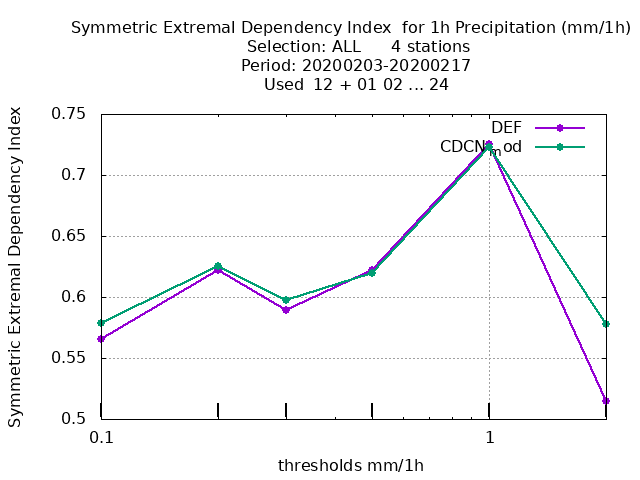 Symmetric Extremal Dependency Index  for 1h Precipitation (mm/1h)
Selection: ALL      4 stations
Period: 20200203-20200217
Used  12 + 01 02 ... 24
Symmetric Extremal Dependency Index
0.75
0.7
0.65
0.6
0.55
0.5
DEF
CDCNmod
0.1
1
thresholds mm/1h